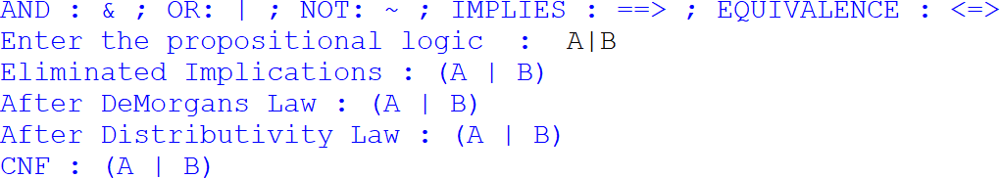 AND : & ; OR: | ; NOT: ~ ; IMPLIES : ==> ; EQUIVALENCE : <=>
Enter the propositional logic  :  A|B
Eliminated Implications : (A | B)
After DeMorgans Law : (A | B)
After Distributivity Law : (A | B)
CNF : (A | B)